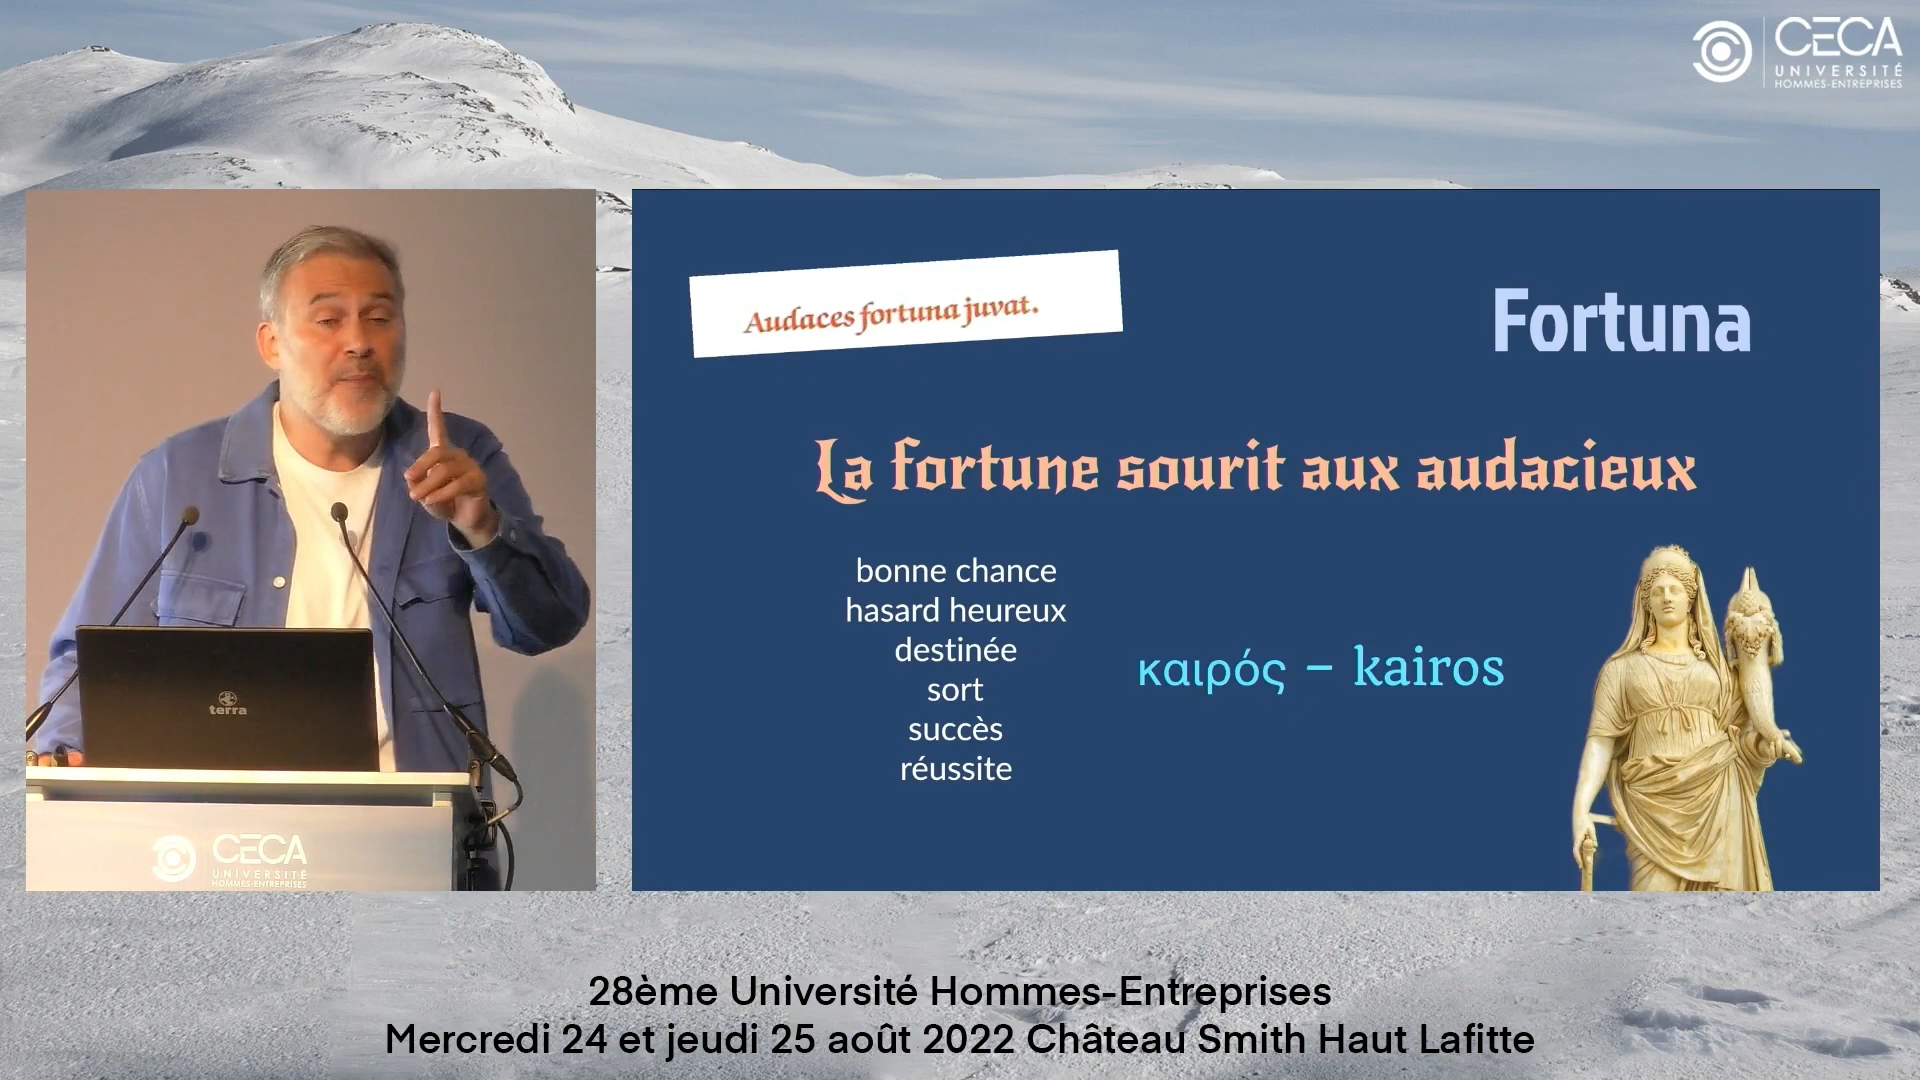 CECA
UNIVERSITÉ
HOMMES-ENTREPRISES
Audaces fortuna juvat.
Fortuna
La fortune sourit aux audacieux
bonne chance
hasard heureux
destinée
sort
succès
réussite
καιρός – kairos
terra
CECA
UNIVERSITÉ
HOMMES-ENTREPRISES
28ème Université Hommes-Entreprises
Mercredi 24 et jeudi 25 août 2022 Château Smith Haut Lafitte